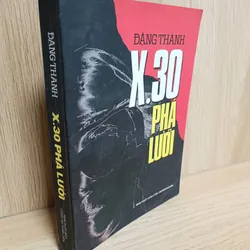 ĐẶNG THANH
X.30
PHÁ
LƯỚI
ĐẶNG THANH
X.30 PHÁ LƯỚI